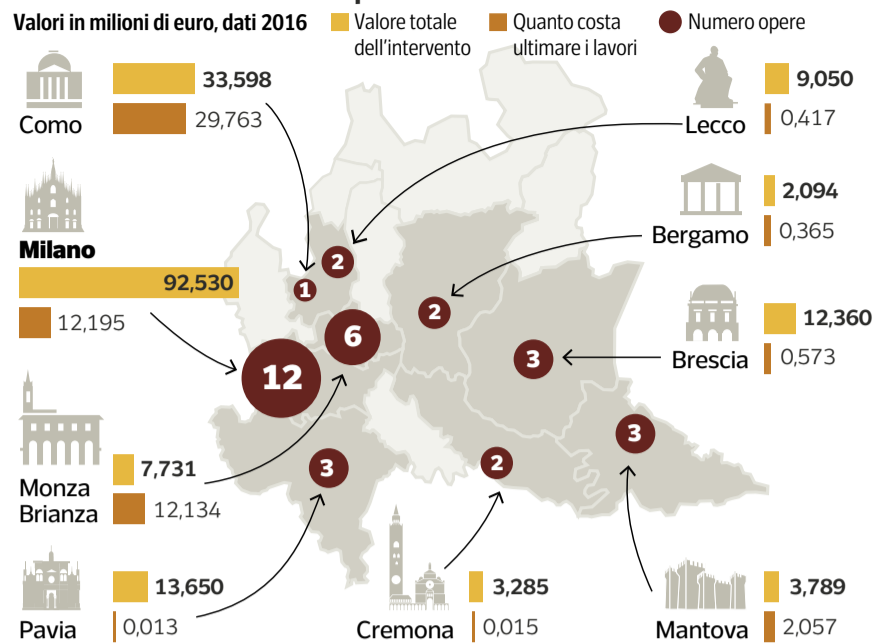 Valori in milioni di euro, dati 2016
Valore totale
dell'intervento
Quanto costa
ultimare i lavori
Numero opere
Como
33,598
29,763
Lecco
9,050
0,417
Milano
92,530
12,195
Bergamo
2,094
0,365
Brescia
12,360
0,573
Monza
Brianza
7,731
12,134
Pavia
13,650
0,013
Cremona
3,285
0,015
Mantova
3,789
2,057
2
1
6
2
12
3
3
3
2